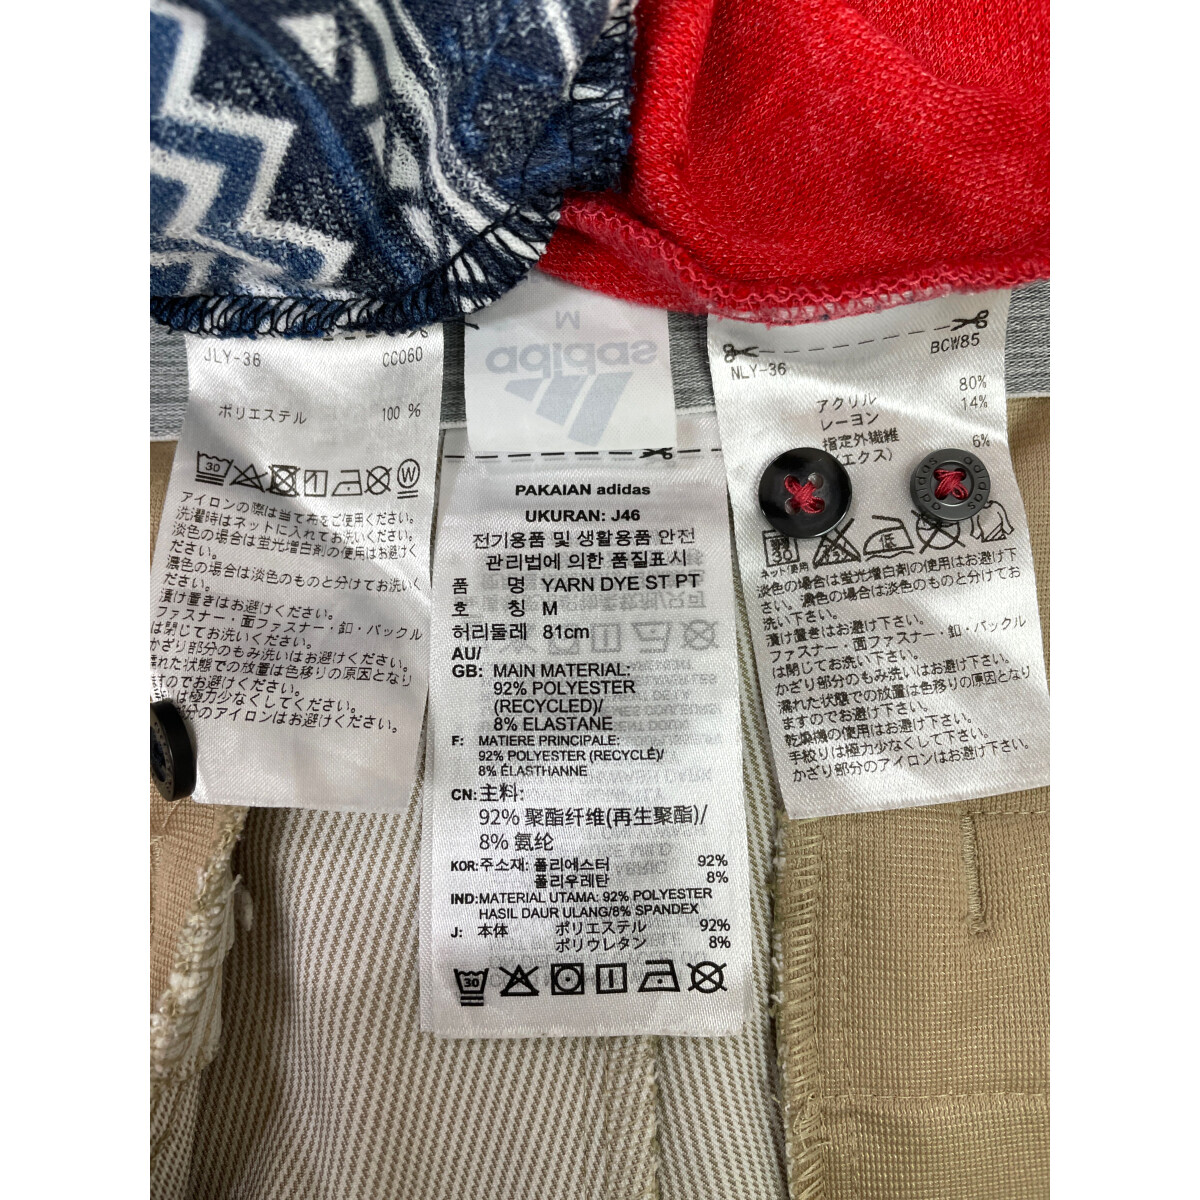 JLY-36 CC060
ポリエステル 100 %
30
W
アイロンの際は当て布をご使用ください。
洗濯時はネットに入れてお洗いください。
淡色の場合は蛍光増白剤の使用はお避けく
ださい。
濃色の場合は淡色のものと分けてお洗いく
ださい。
漬け置きはお避けください。
ファスナー・面ファスナー・釦・バックル
は閉じてお洗いください。
かざり部分のもみ洗いはお避けください。
濡れた状態での放置は色移りの原因となり
ますのでお避けください。
は極力少なくしてください。
分のアイロンはお避けください。
M
adidas
PAKAIAN adidas
UKURAN: J46
전기용품 및 생활용품 안전
관리법에 의한 품질표시
품 명 YARN DYE ST PT
호 칭 M
허리둘레 81cm
AU/
GB: MAIN MATERIAL:
92% POLYESTER
(RECYCLED)/
8% ELASTANE
F: MATIERE PRINCIPALE:
92% POLYESTER (RECYCLÉ)/
8% ÉLASTHANNE
CN: 主料:
92% 聚酯纤维(再生聚酯)/
8% 氨纶
KOR: 주소재: 폴리에스터 92%
폴리우레탄 8%
IND: MATERIAL UTAMA: 92% POLYESTER
HASIL DAUR ULANG/8% SPANDEX
J: 本体 ポリエステル 92%
ポリウレタン 8%
30
NLY-36 BCW85
アクリル 80%
レーヨン 14%
指定外繊維 6%
(エクス)
adidas adidas
30
ネット使用
淡色の場合は蛍光増白剤の使用はお避け下
さい。濃色の場合は淡色のものと分けてお
洗い下さい。
漬け置きはお避け下さい。
ファスナー・面ファスナー・釦・バックル
は閉じてお洗い下さい。
かざり部分のもみ洗いはお避け下さい。
濡れた状態での放置は色移りの原因となり
ますのでお避け下さい。
乾燥機の使用はお避け下さい。
手絞りは極力少なくして下さい。
かざり部分のアイロンはお避け下さい。